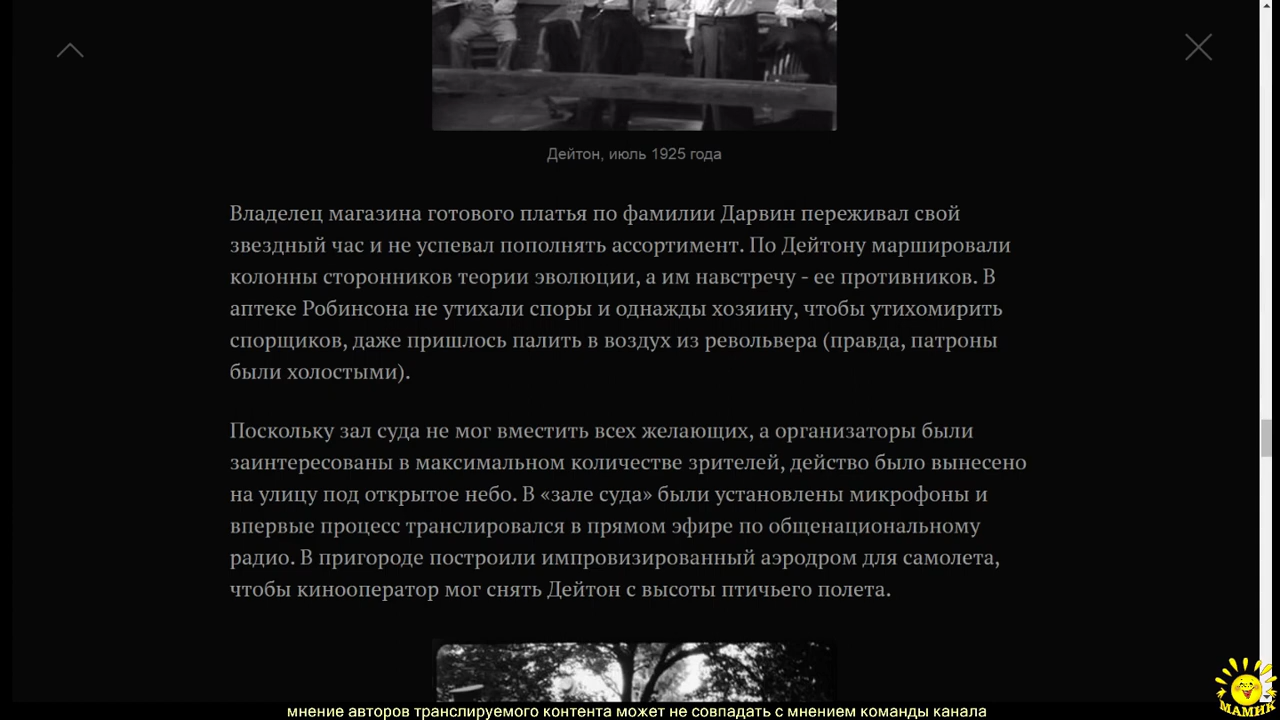 Дейтон, июль 1925 года
Владелец магазина готового платья по фамилии Дарвин переживал свой
звездный час и не успевал пополнять ассортимент. По Дейтону маршировали
колонны сторонников теории эволюции, а им навстречу - ее противников. В
аптеке Робинсона не утихали споры и однажды хозяину, чтобы утихомирить
спорщиков, даже пришлось палить в воздух из револьвера (правда, патроны
были холостыми).
Поскольку зал суда не мог вместить всех желающих, а организаторы были
заинтересованы в максимальном количестве зрителей, действо было вынесено
на улицу под открытое небо. В «зале суда» были установлены микрофоны и
впервые процесс транслировался в прямом эфире по общенациональному
радио. В пригороде построили импровизированный аэродром для самолета,
чтобы кинооператор мог снять Дейтон с высоты птичьего полета.
МАМИК
мнение авторов транслируемого контента может не совпадать с мнением команды канала